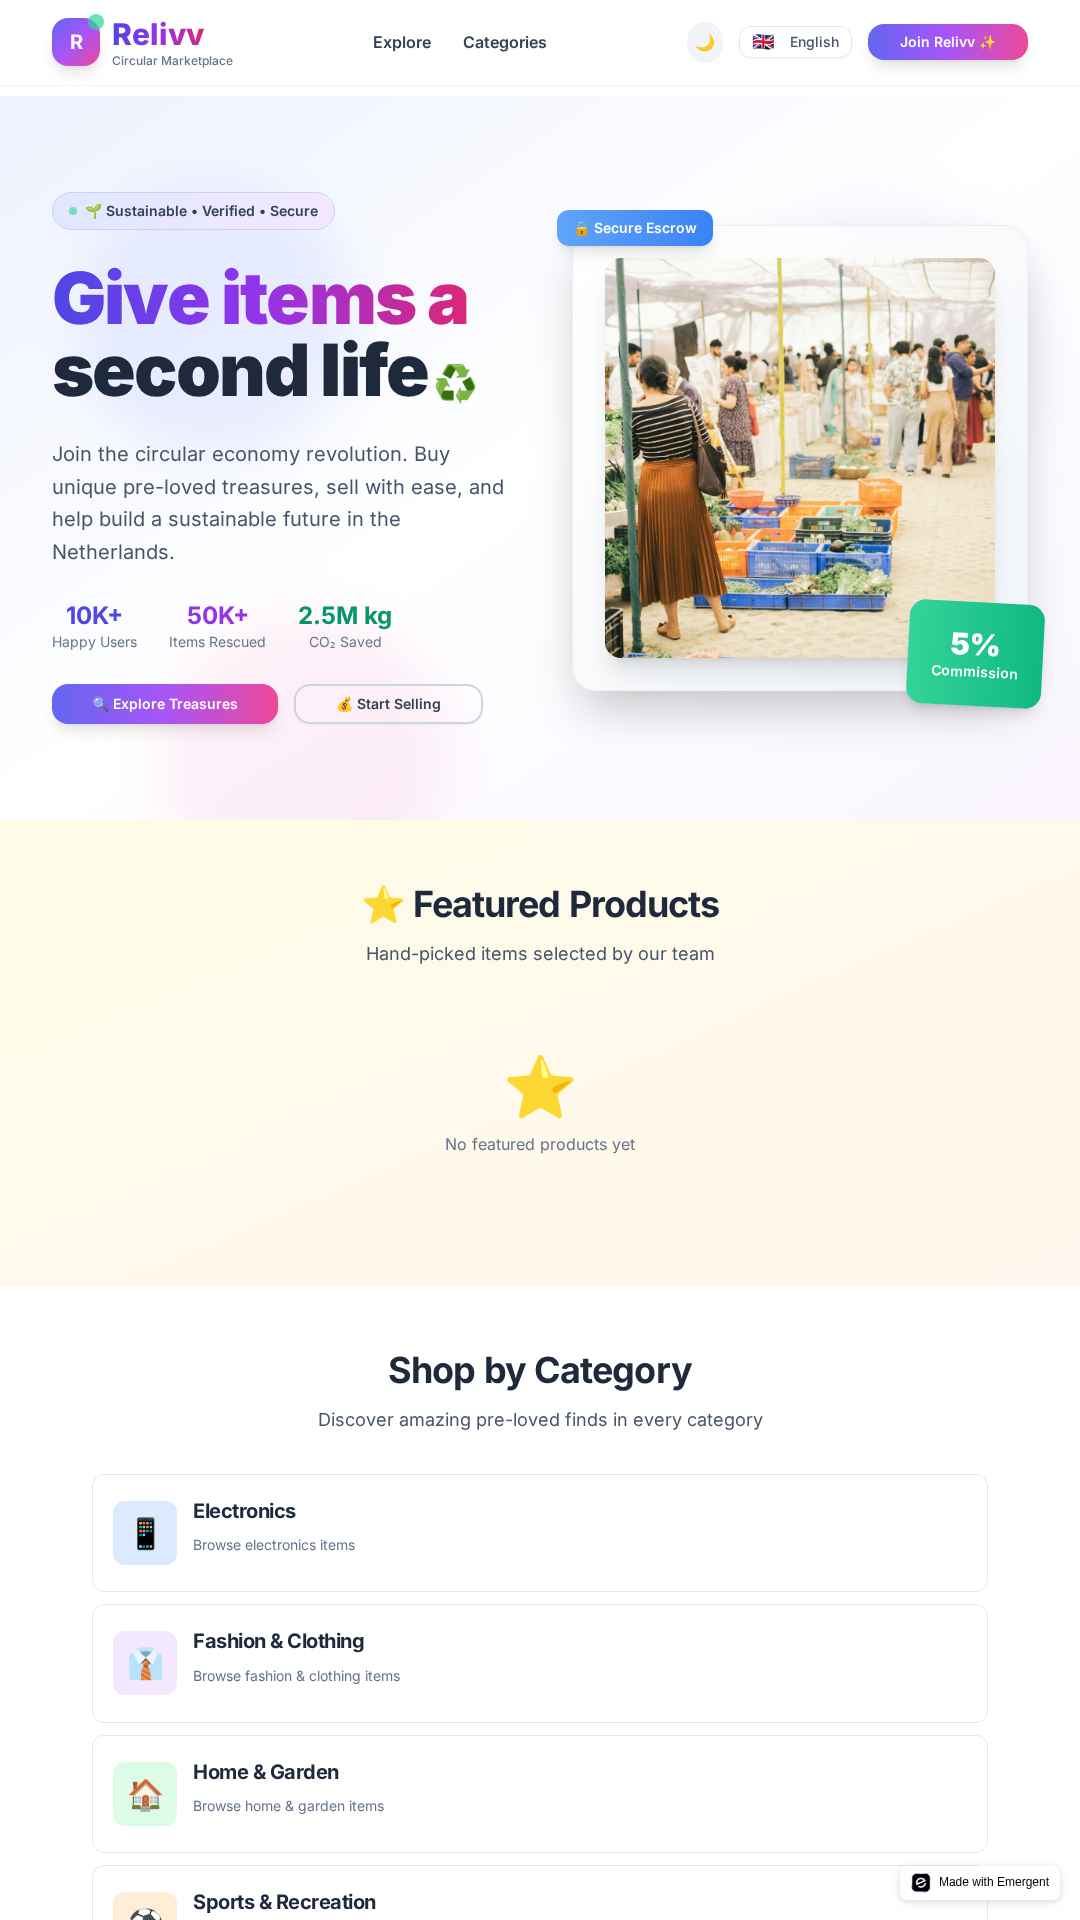 R
Relivv
Circular Marketplace
Explore
Categories
English
Join Relivv ✨
🌱 Sustainable • Verified • Secure
Give items a
second life♻️
Join the circular economy revolution. Buy
unique pre-loved treasures, sell with ease, and
help build a sustainable future in the
Netherlands.
10K+
Happy Users
50K+
Items Rescued
2.5M kg
CO₂ Saved
🔍 Explore Treasures
💰 Start Selling
🔒 Secure Escrow
5%
Commission
⭐ Featured Products
Hand-picked items selected by our team
No featured products yet
Shop by Category
Discover amazing pre-loved finds in every category
Electronics
Browse electronics items
Fashion & Clothing
Browse fashion & clothing items
Home & Garden
Browse home & garden items
Sports & Recreation
Made with Emergent